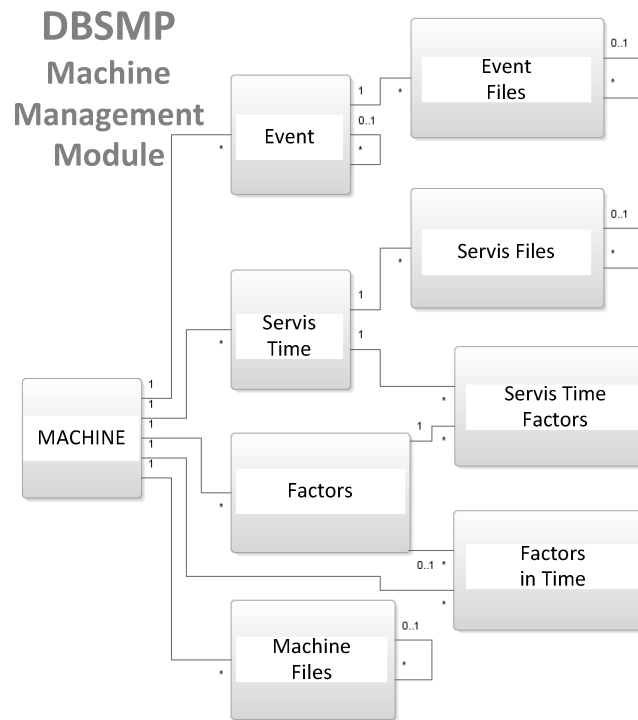 DBSMP
Machine
Management
Module
0..1
Event
Files
*
*
1
0..1
Event
*
*
0..1
Servis Files
*
*
1
Servis
Time
*
1
Servis Time
Factors
*
1
1
1
1
1
MACHINE
1
*
Factors
*
Factors
in Time
0..1 *
*
0..1
Machine
Files
*
*